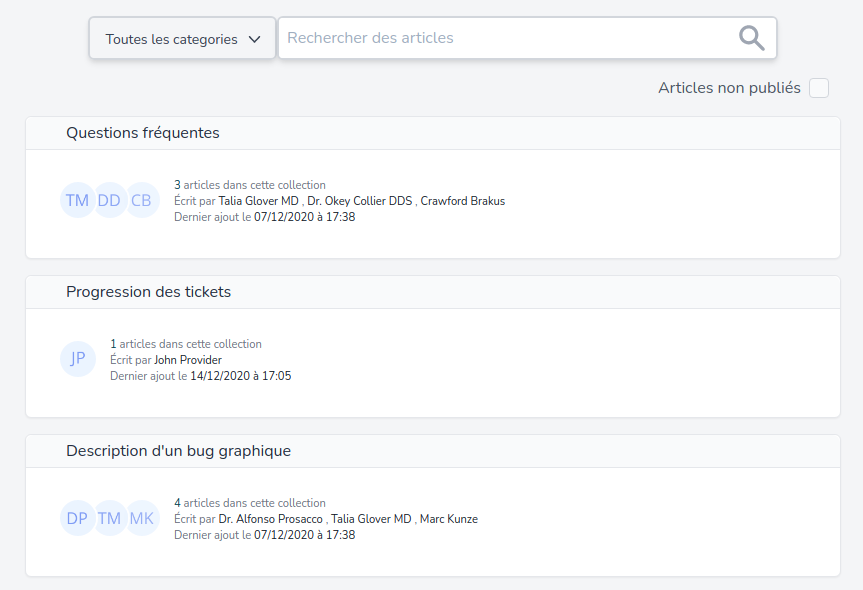 Toutes les categories
Rechercher des articles
Articles non publiés
Questions fréquentes
TM DD CB
3 articles dans cette collection
Écrit par Talia Glover MD , Dr. Okey Collier DDS , Crawford Brakus
Dernier ajout le 07/12/2020 à 17:38
Progression des tickets
JP
1 articles dans cette collection
Écrit par John Provider
Dernier ajout le 14/12/2020 à 17:05
Description d'un bug graphique
DP TM MK
4 articles dans cette collection
Écrit par Dr. Alfonso Prosacco , Talia Glover MD , Marc Kunze
Dernier ajout le 07/12/2020 à 17:38